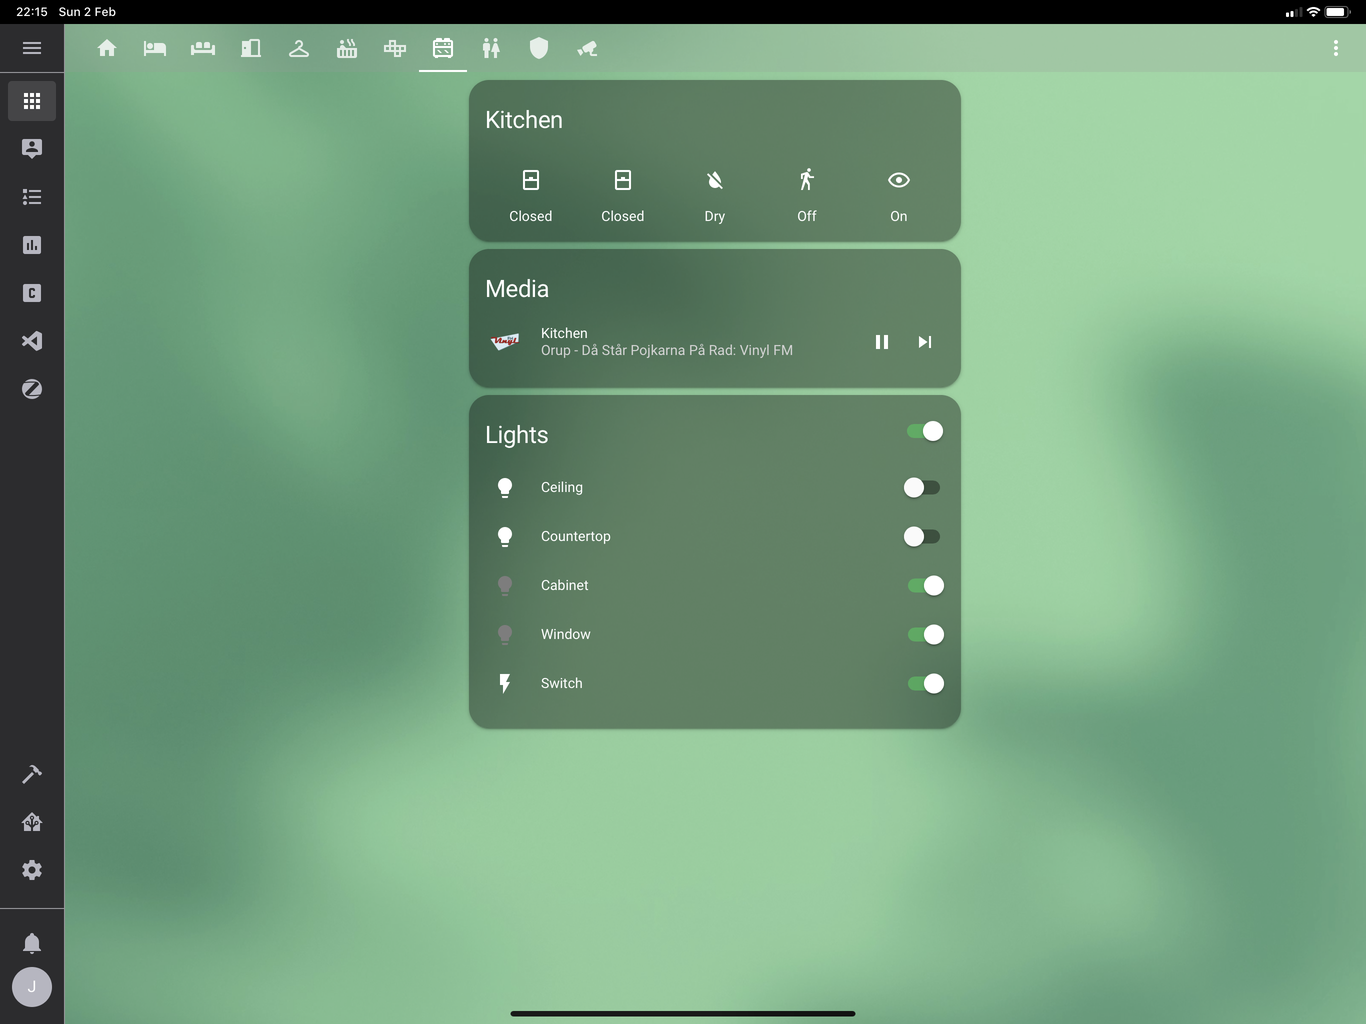 22:15 Sun 2 Feb
Kitchen
Closed Closed Dry Off On
Media
Vinyl
Kitchen
Orup - Då Står Pojkarna På Rad: Vinyl FM
Lights
Ceiling
Countertop
Cabinet
Window
Switch
C
J